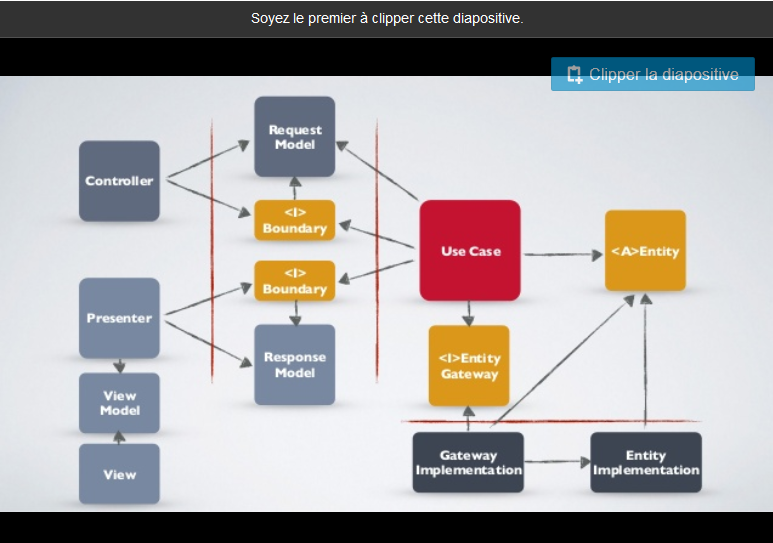 Soyez le premier à clipper cette diapositive.
Clipper la diapositive
Request
Model
Controller
<I>
Boundary
Use Case
<A>Entity
<I>
Boundary
Presenter
Response
Model
<I>Entity
Gateway
View
Model
View
Gateway
Implementation
Entity
Implementation